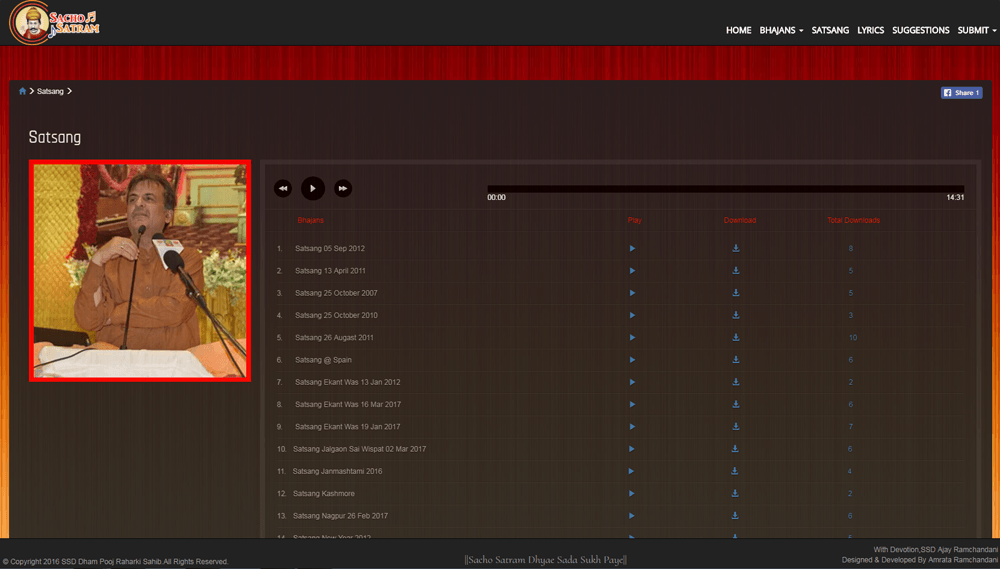 SACHO
SATRAM
HOME BHAJANS SATSANG LYRICS SUGGESTIONS SUBMIT
Satsang
Share 1
Satsang
00:00 14:31
Bhajans Play Download Total Downloads
1. Satsang 05 Sep 2012 8
2. Satsang 13 April 2011 5
3. Satsang 25 October 2007 5
4. Satsang 25 October 2010 3
5. Satsang 26 Augast 2011 10
6. Satsang @ Spain 6
7. Satsang Ekant Was 13 Jan 2012 2
8. Satsang Ekant Was 16 Mar 2017 6
9. Satsang Ekant Was 19 Jan 2017 7
10. Satsang Jalgaon Sai Wispat 02 Mar 2017 6
11. Satsang Janmashtami 2016 4
12. Satsang Kashmore 2
13. Satsang Nagpur 26 Feb 2017 6
14. Satsang New Year 2012
© Copyright 2016 SSD Dham Pooj Raharki Sahib.All Rights Reserved.
||Sacho Satram Dhyae Sada Sukh Paye||
With Devotion,SSD Ajay Ramchandani
Designed & Developed By Amrata Ramchandani